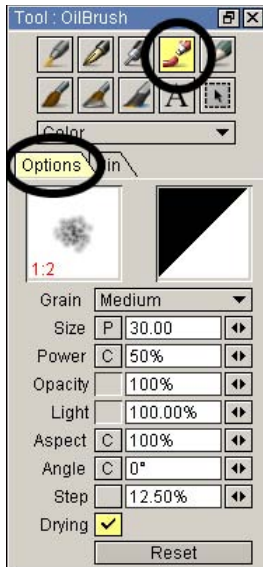 Tool : OilBrush
A
Color
Options
in
1:2
Grain Medium
Size P 30.00
Power C 50%
Opacity 100%
Light 100.00%
Aspect C 100%
Angle C 0°
Step 12.50%
Drying
Reset